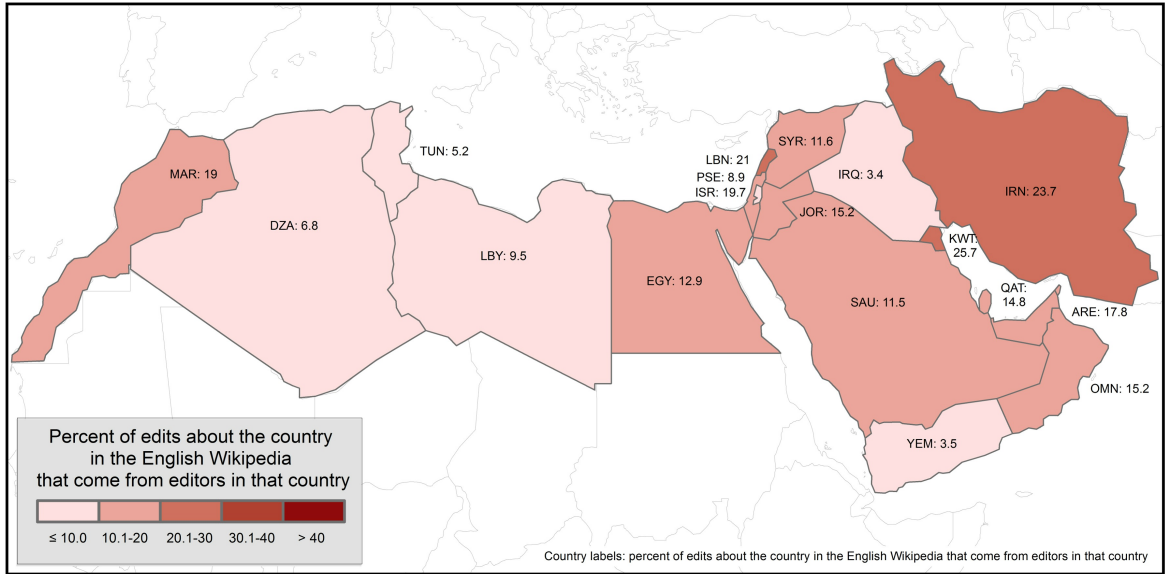 TUN: 5.2
MAR: 19
DZA: 6.8
LBY: 9.5
EGY: 12.9
LBN: 21
PSE: 8.9
ISR: 19.7
SYR: 11.6
IRQ: 3.4
JOR: 15.2
IRN: 23.7
KWT:
25.7
QAT:
14.8
SAU: 11.5
ARE: 17.8
OMN: 15.2
YEM: 3.5
Percent of edits about the country
in the English Wikipedia
that come from editors in that country
≤ 10.0 10.1-20 20.1-30 30.1-40 > 40
Country labels: percent of edits about the country in the English Wikipedia that come from editors in that country